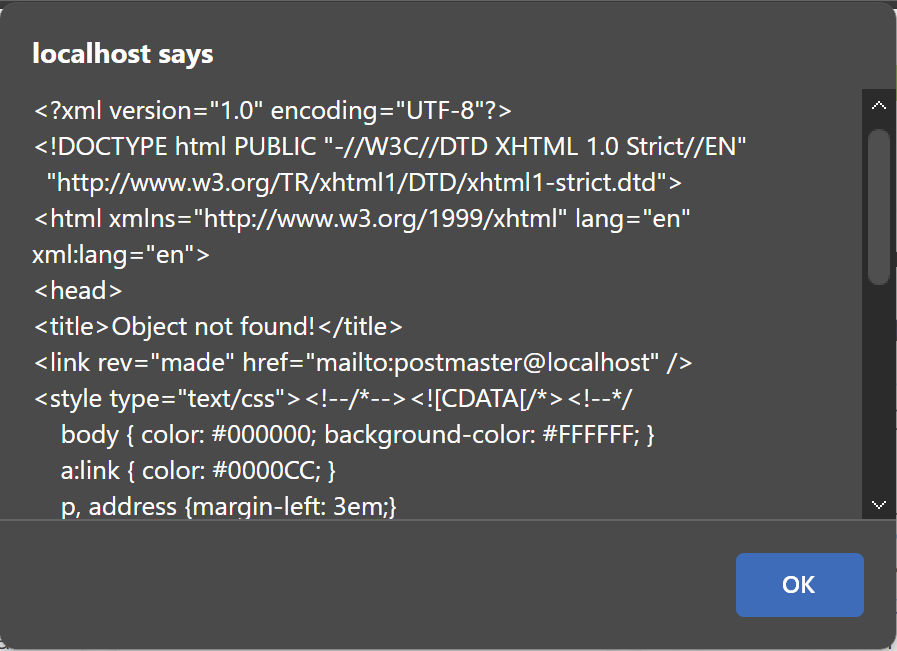 localhost says
<?xml version="1.0" encoding="UTF-8"?>
<!DOCTYPE html PUBLIC "-//W3C//DTD XHTML 1.0 Strict//EN"
"http://www.w3.org/TR/xhtml1/DTD/xhtml1-strict.dtd">
<html xmlns="http://www.w3.org/1999/xhtml" lang="en"
xml:lang="en">
<head>
<title>Object not found!</title>
<link rev="made" href="mailto:postmaster@localhost" />
<style type="text/css"><!--/*--><![CDATA[/*><!--*/
body { color: #000000; background-color: #FFFFFF; }
a:link { color: #0000CC; }
p, address {margin-left: 3em;}
OK